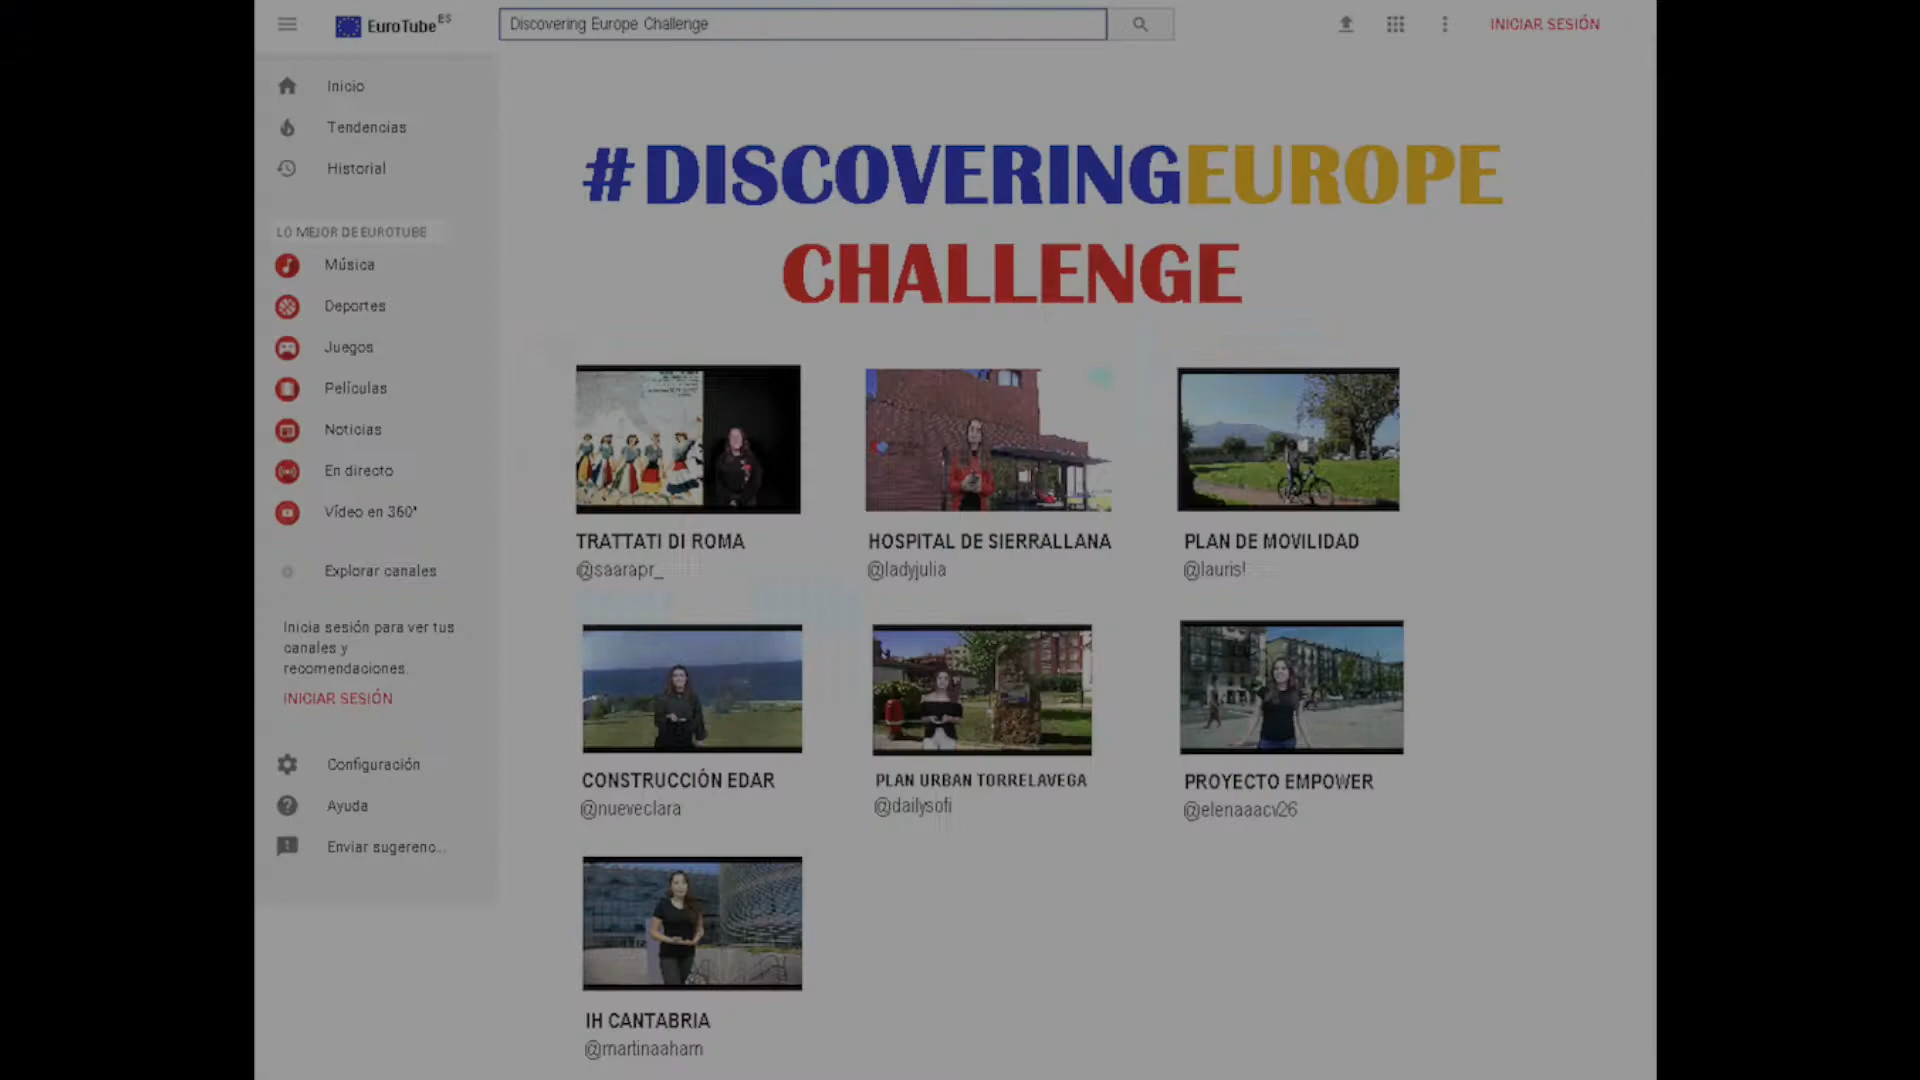 EuroTube ES
Discovering Europe Challenge
INICIAR SESIÓN
Inicio
Tendencias
Historial
LO MEJOR DE EUROTUBE
Música
Deportes
Juegos
Películas
Noticias
En directo
Vídeo en 360°
Explorar canales
Inicia sesión para ver tus
canales y
recomendaciones.
INICIAR SESIÓN
Configuración
Ayuda
Enviar sugerenc...
#DISCOVERINGEUROPE
CHALLENGE
TRATTATI DI ROMA
@saarapr_
HOSPITAL DE SIERRALLANA
@ladyjulia
PLAN DE MOVILIDAD
@lauris!
CONSTRUCCIÓN EDAR
@nueveclara
PLAN URBAN TORRELAVEGA
@dailysofi
PROYECTO EMPOWER
@elenaaacv26
IH CANTABRIA
@martinaaham